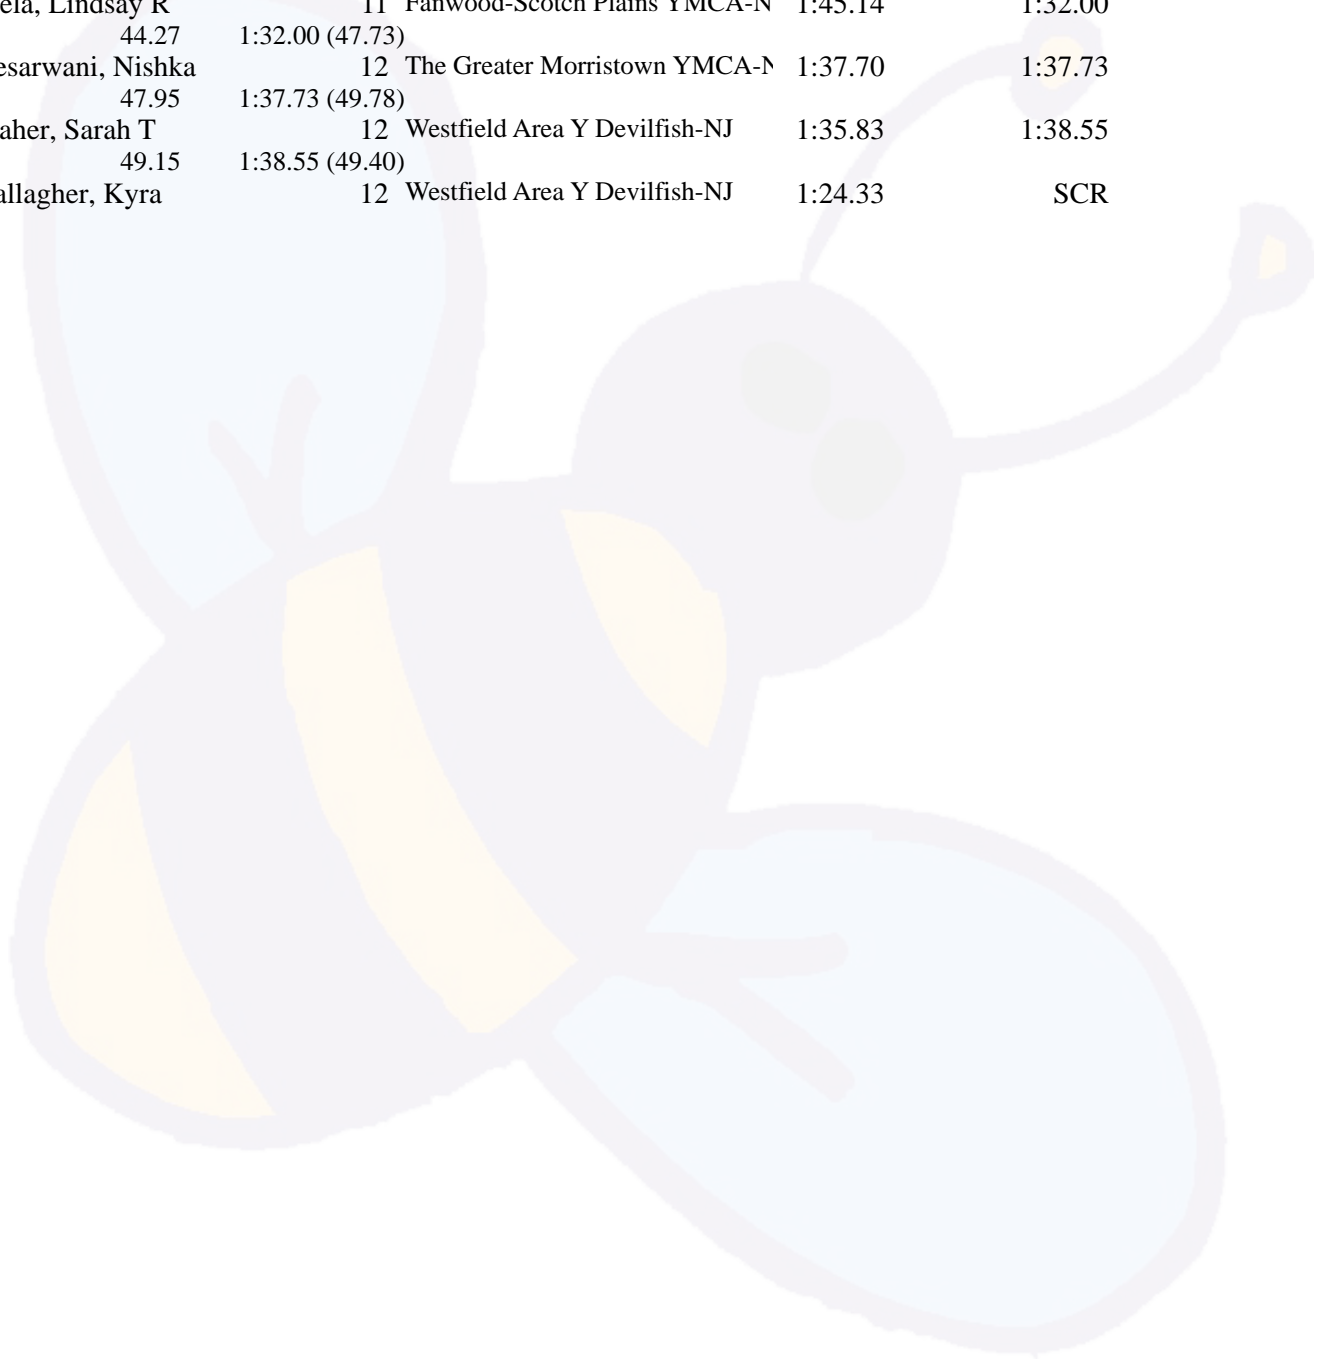 ela, Lindsay R 11 Fanwood-Scotch Plains YMCA-N 1:45.14 1:32.00
44.27 1:32.00 (47.73)
esarwani, Nishka 12 The Greater Morristown YMCA-N 1:37.70 1:37.73
47.95 1:37.73 (49.78)
aher, Sarah T 12 Westfield Area Y Devilfish-NJ 1:35.83 1:38.55
49.15 1:38.55 (49.40)
allagher, Kyra 12 Westfield Area Y Devilfish-NJ 1:24.33 SCR